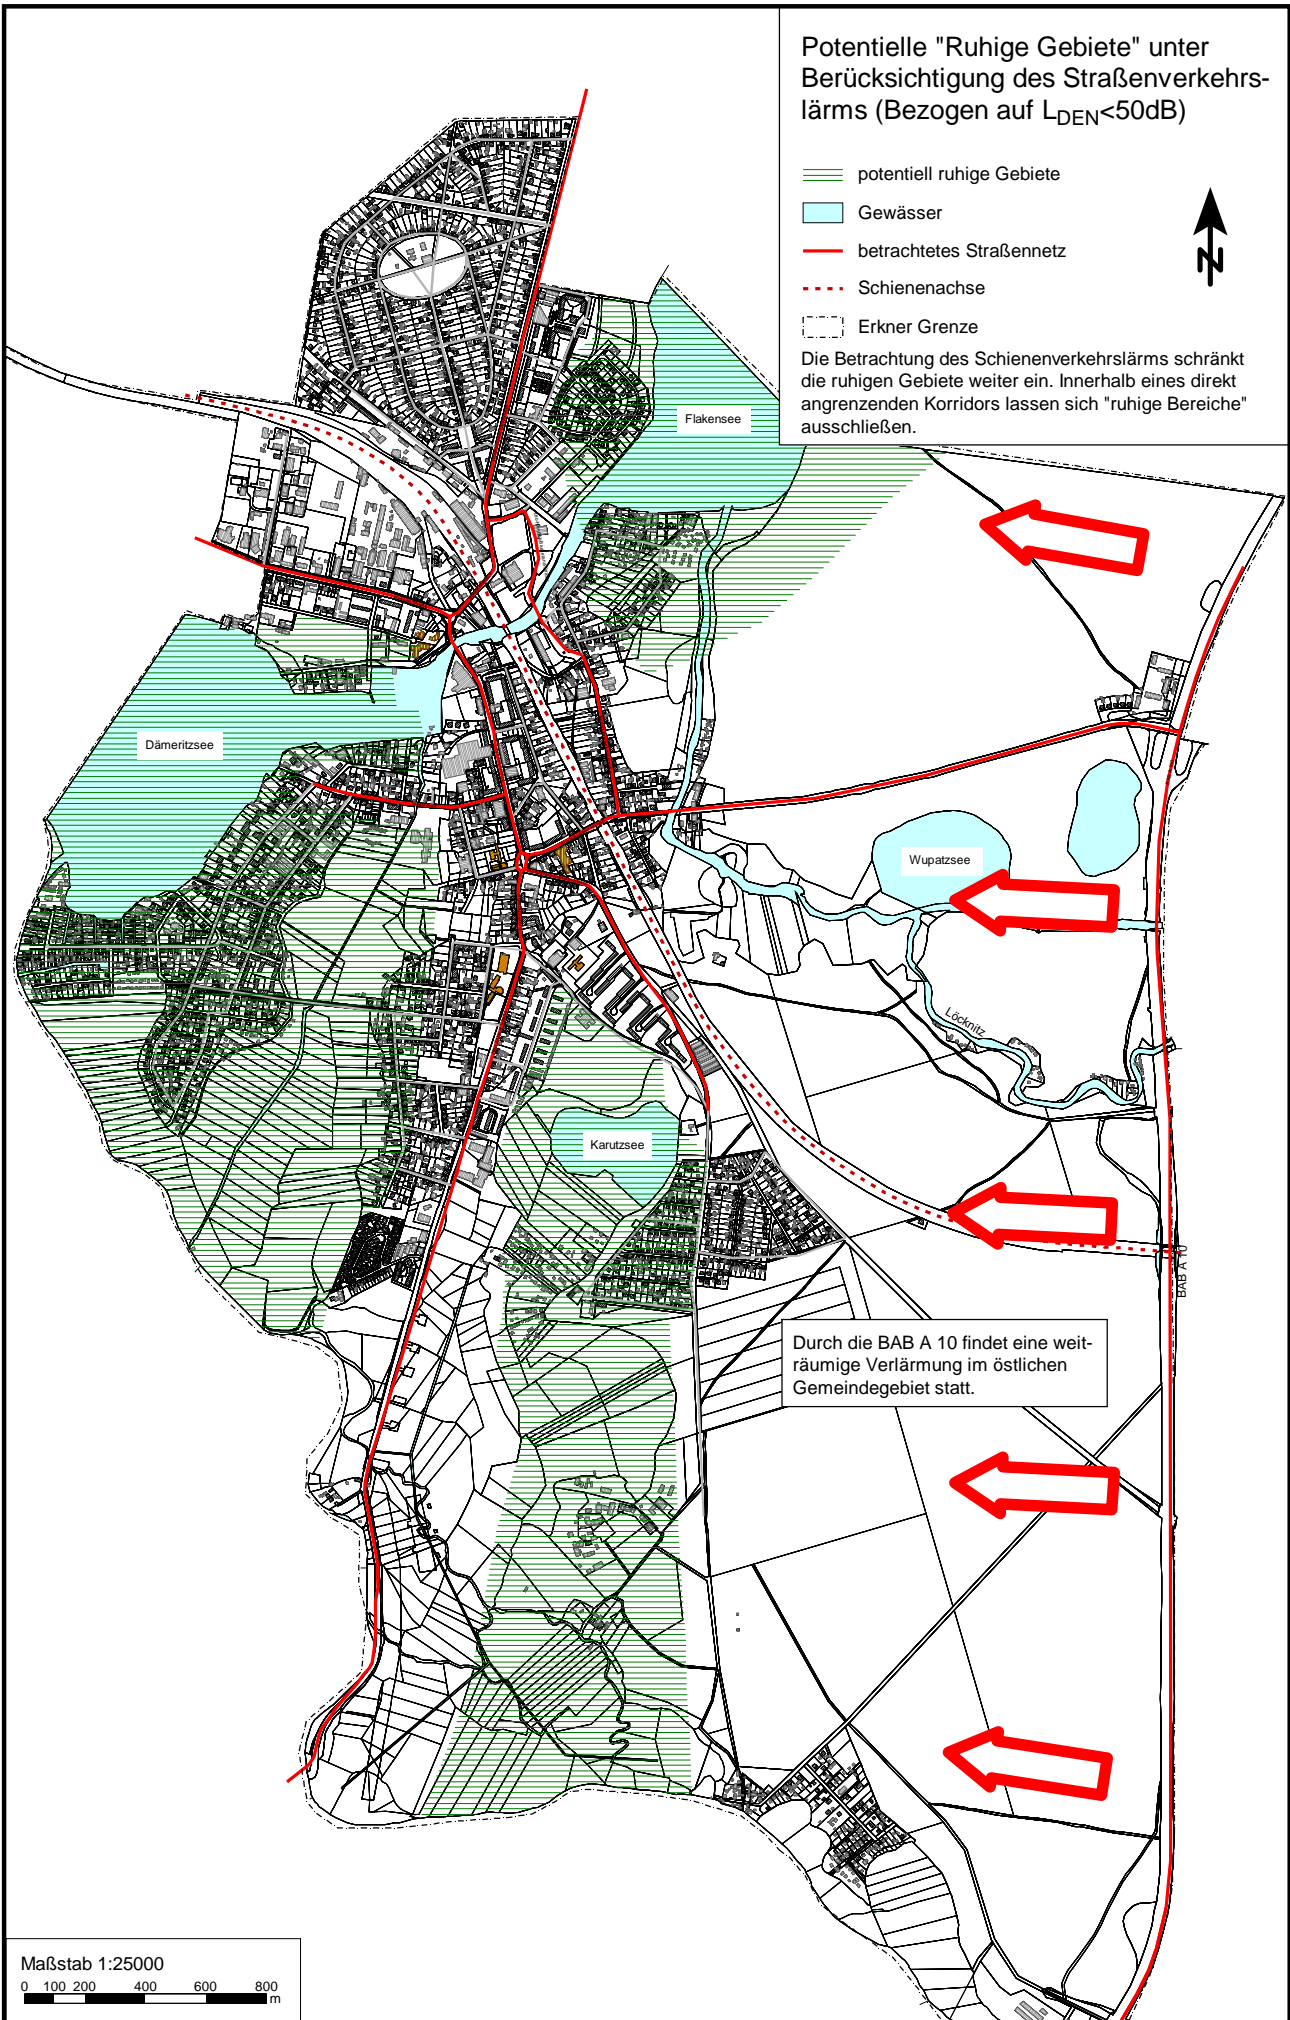 Potentielle "Ruhige Gebiete" unter
Berücksichtigung des Straßenverkehrs-
lärms (Bezogen auf LDEN<50dB)
potentiell ruhige Gebiete
Gewässer
betrachtetes Straßennetz
Schienenachse
Erkner Grenze
N
Die Betrachtung des Schienenverkehrslärms schränkt
die ruhigen Gebiete weiter ein. Innerhalb eines direkt
angrenzenden Korridors lassen sich "ruhige Bereiche"
ausschließen.
Flakensee
Dämeritzsee
Wupatzsee
Löcknitz
Karutzsee
BAB A 10
Durch die BAB A 10 findet eine weit-
räumige Verlärmung im östlichen
Gemeindegebiet statt.
Maßstab 1:25000
0 100 200 400 600 800
m